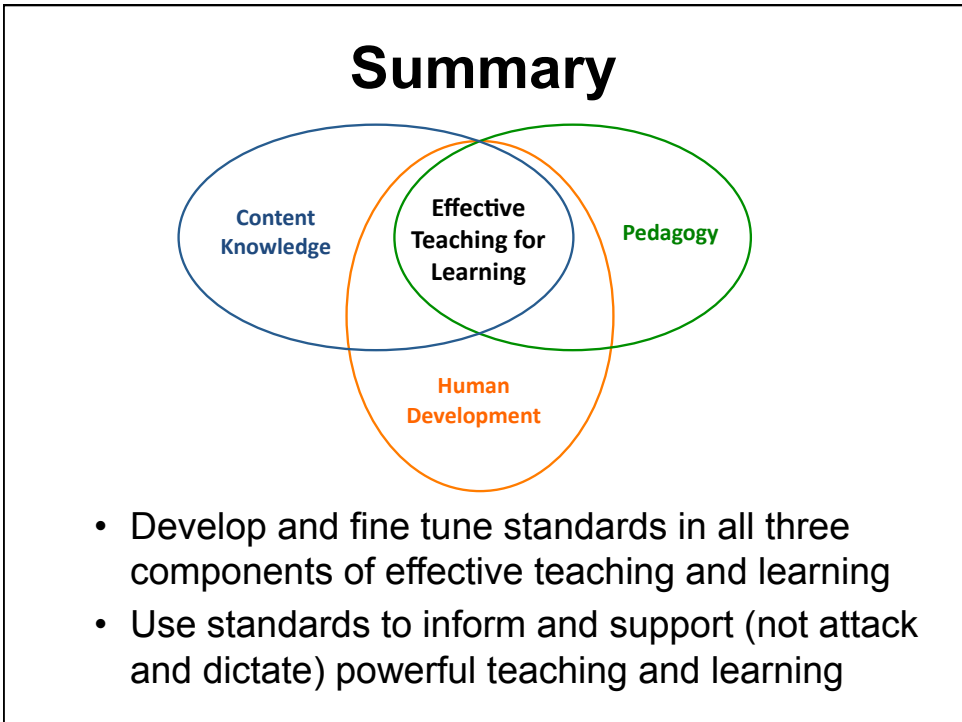 Summary
Content
Knowledge
Effective
Teaching for
Learning
Pedagogy
Human
Development
• Develop and fine tune standards in all three
components of effective teaching and learning
• Use standards to inform and support (not attack
and dictate) powerful teaching and learning